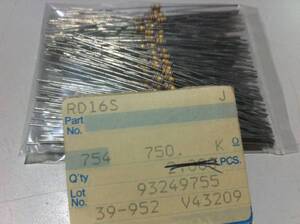 RD16S J
Part
No.
754 750. K Ω
Q'ty PCS.
Lot 93249755
No.
39-952 V43209